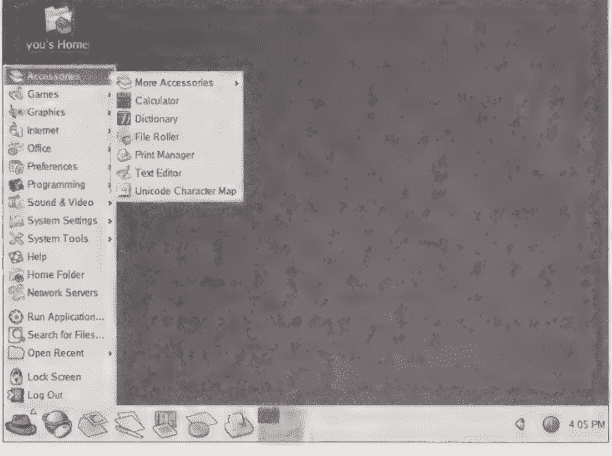 you's Home
Accessories
Games
Graphics
Internet
Office
Preferences
Programming
Sound & Video
System Settings
System Tools
Help
Home Folder
Network Servers
Run Application...
Search for Files...
Open Recent
Lock Screen
Log Out
More Accessories
Calculator
Dictionary
File Roller
Print Manager
Text Editor
Unicode Character Map
4:05 PM